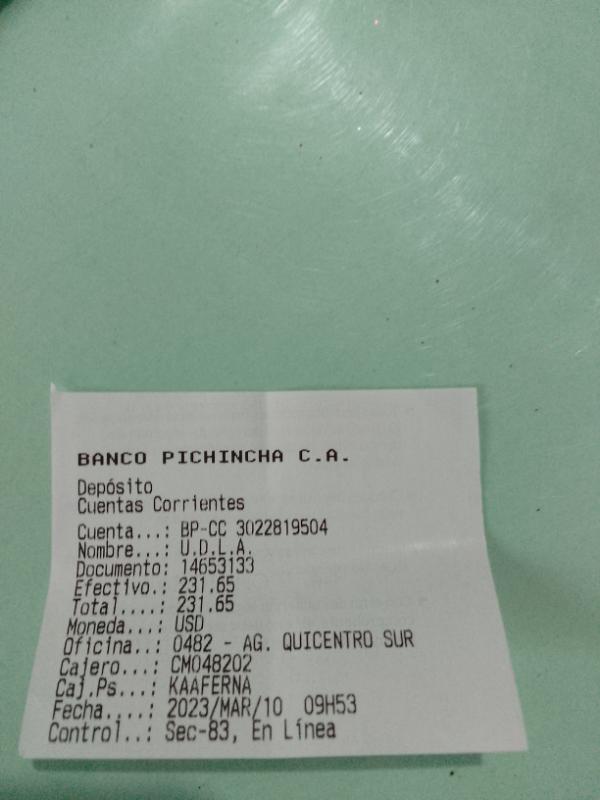 BANCO PICHINCHA C.A.
Depósito
Cuentas Corrientes
Cuenta...: BP-CC 3022819504
Nombre...: U.D.L.A.
Documento: 14653133
Efectivo.: 231.65
Total....: 231.65
Moneda...: USD
Oficina..: 0482 - AG. QUICENTRO SUR
Cajero...: CM048202
Caj.Ps...: KAAFERNA
Fecha....: 2023/MAR/10 09H53
Control..: Sec-83, En Línea